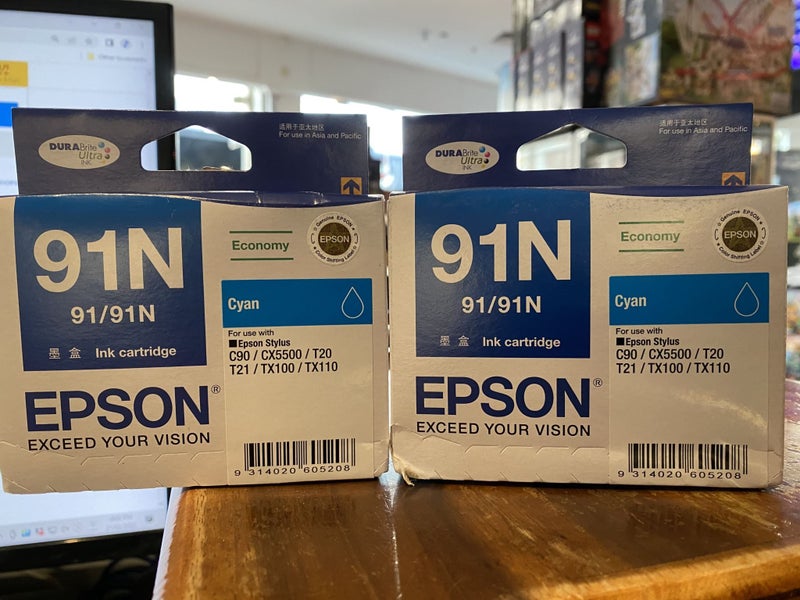 Other bookmarks
DURABrite
Ultra
INK
适用于亚太地区
For use in Asia and Pacific
91N
91/91N
墨 盒 Ink cartridge
EPSON®
EXCEED YOUR VISION
Economy
Genuine EPSON
EPSON
Color Shifting Label
Cyan
For use with
Epson Stylus
C90 / CX5500 / T20
T21 / TX100 / TX110
9 314020 605208
DURABrite
Ultra
INK
适用于亚太地区
For use in Asia and Pacific
91N
91/91N
墨 盒 Ink cartridge
EPSON®
EXCEED YOUR VISION
Economy
Genuine EPSON
EPSON
Color Shifting Label
Cyan
For use with
Epson Stylus
C90 / CX5500 / T20
T21 / TX100 / TX110
9 314020 605208